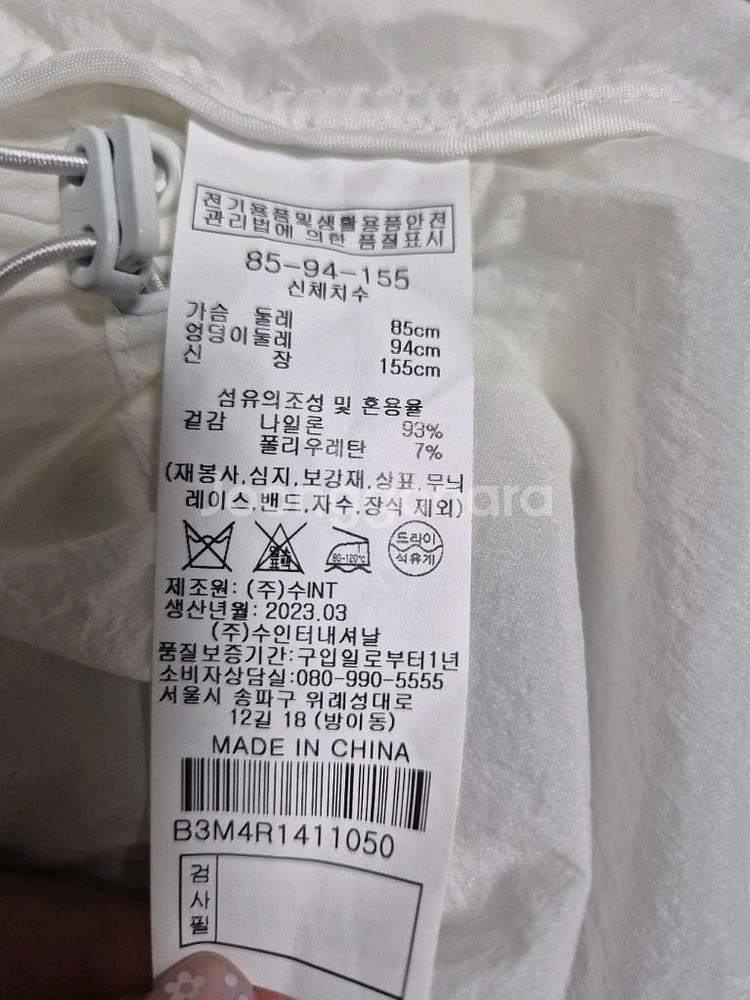 전기용품및생활용품안전
관리법에 의한 품질표시
85-94-155
신체치수
가슴 둘레 85cm
엉덩이둘레 94cm
신 장 155cm
섬유의조성 및 혼용율
겉감 나일론 93%
폴리우레탄 7%
(재봉사,심지,보강재,상표,무늬
레이스,밴드,자수,장식 제외)
염소
표백
80-120℃
드라이
석유계
제조원: (주)수INT
생산년월: 2023.03
(주)수인터내셔날
품질보증기간:구입일로부터1년
소비자상담실:080-990-5555
서울시 송파구 위례성대로
12길 18 (방이동)
MADE IN CHINA
B3M4R1411050
검
사
필